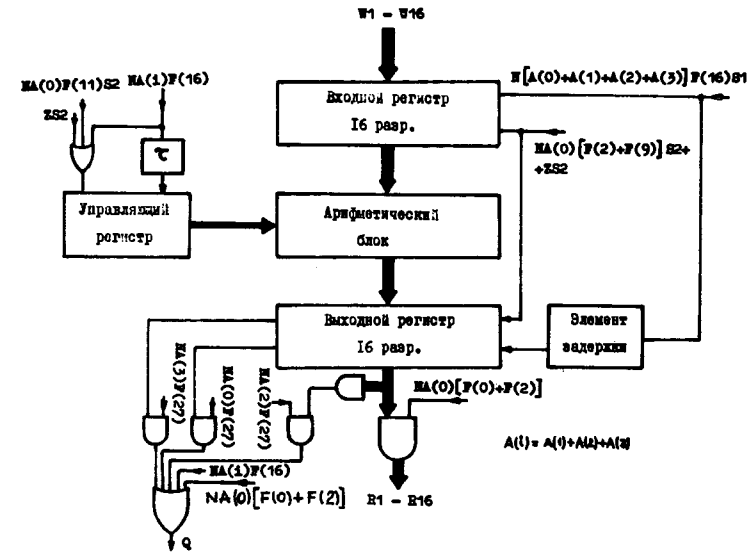 W1 - W16
NA(0)F(11)S2
NA(1)F(16)
N[A(0)+A(1)+A(2)+A(3)]F(16)S1
ZS2
Входной регистр
16 разр.
τ
NA(0)[F(2)+F(9)]S2+
+ZS2
Управляющий
регистр
Арифметический
блок
Выходной регистр
16 разр.
Элемент
задержки
NA(3)F(27)
NA(0)F(27)
NA(2)F(27)
NA(0)[F(0)+F(2)]
A(i) = A(1)+A(2)+A(3)
NA(i)F(16)
NA(0)[F(0)+F(2)]
R1 - R16
Q